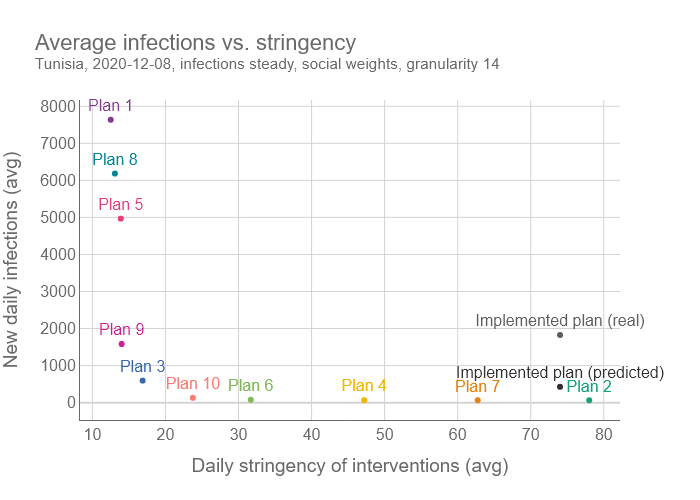 Average infections vs. stringency
Tunisia, 2020-12-08, infections steady, social weights, granularity 14
New daily infections (avg)
8000
7000
6000
5000
4000
3000
2000
1000
0
Plan 1
Plan 8
Plan 5
Plan 9
Implemented plan (real)
Plan 3
Implemented plan (predicted)
Plan 10
Plan 6
Plan 4
Plan 7
Plan 2
10
20
30
40
50
60
70
80
Daily stringency of interventions (avg)